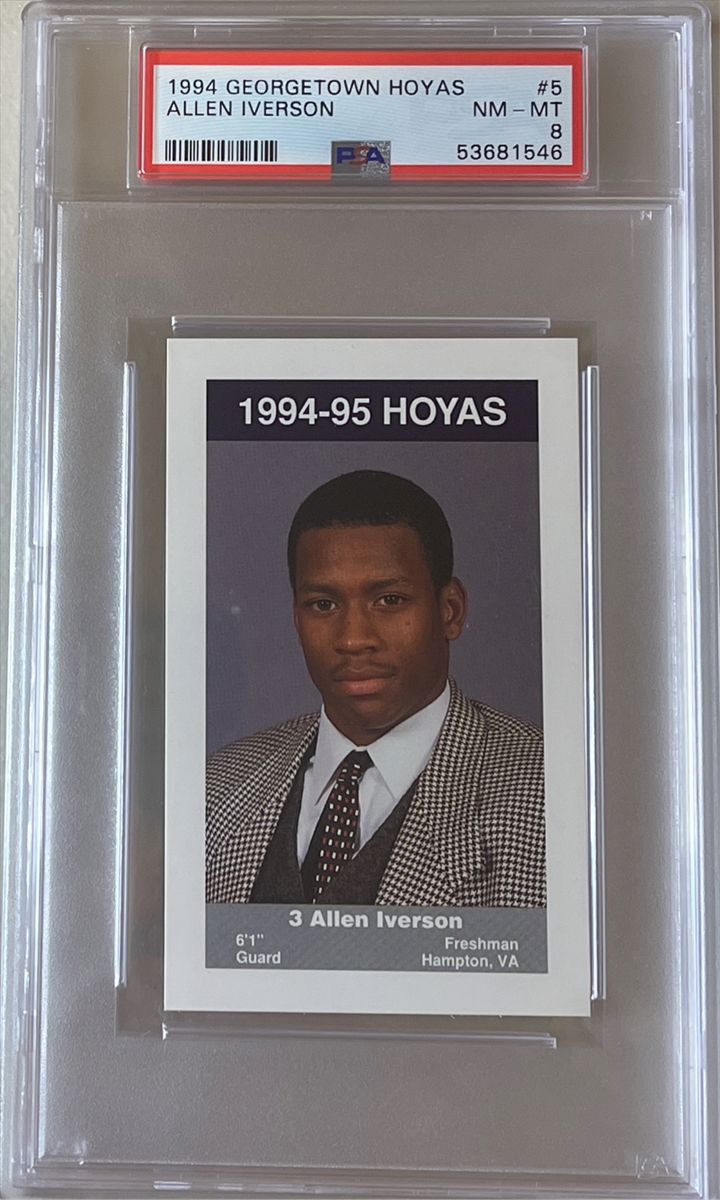 1994 GEORGETOWN HOYAS #5
ALLEN IVERSON NM - MT
8
PSA 53681546
1994-95 HOYAS
3 Allen Iverson
6'1" Freshman
Guard Hampton, VA